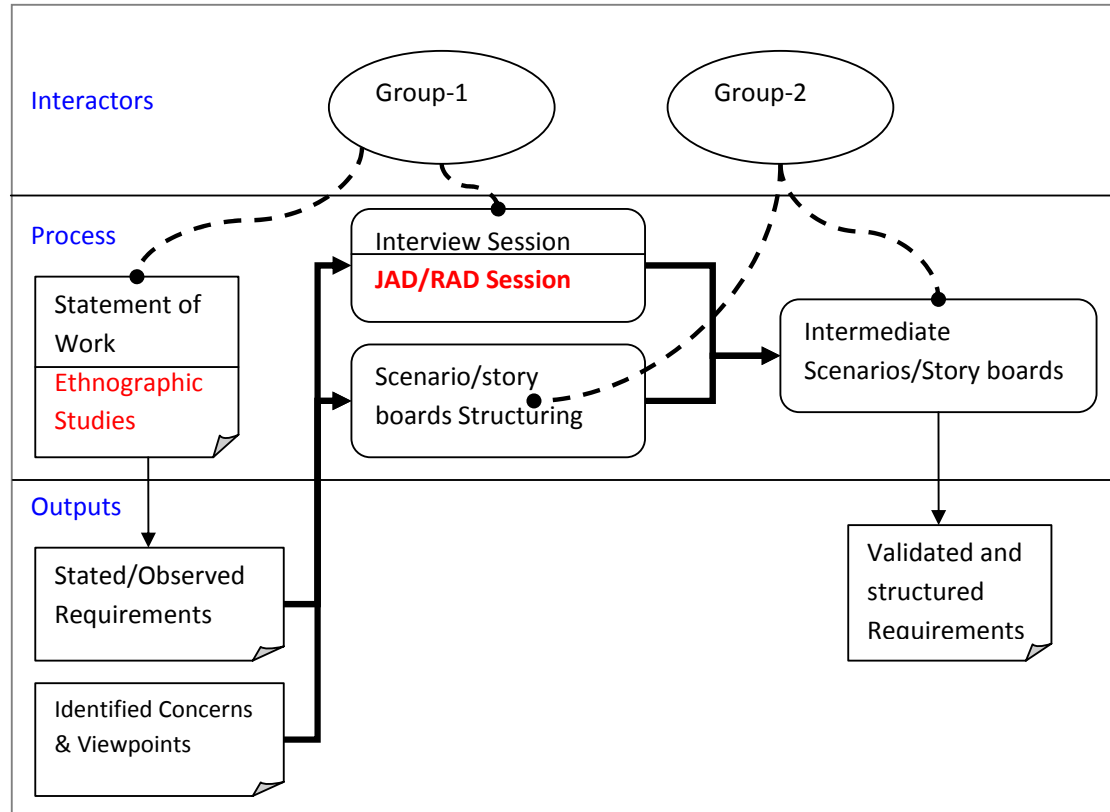 Interactors
Group-1
Group-2
Process
Statement of
Work
Ethnographic
Studies
Interview Session
JAD/RAD Session
Scenario/story
boards Structuring
Intermediate
Scenarios/Story boards
Outputs
Stated/Observed
Requirements
Identified Concerns
& Viewpoints
Validated and
structured
Requirements